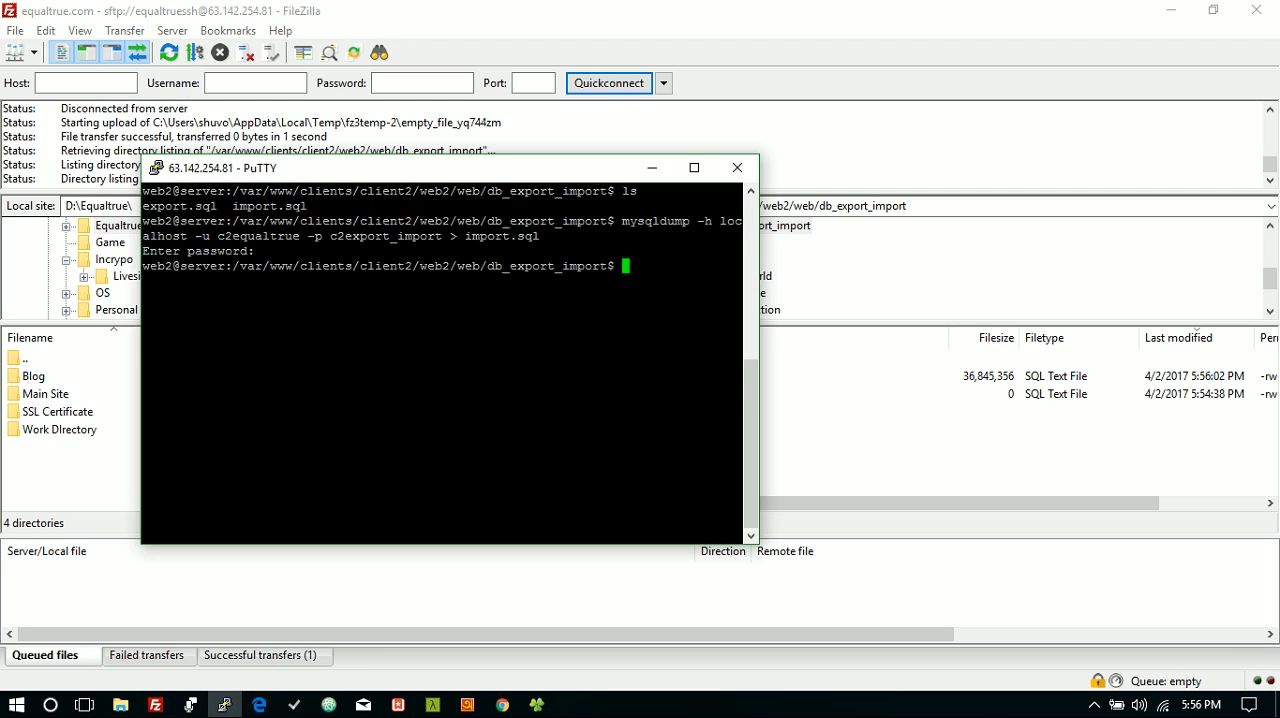 equaltrue.com - sftp://equaltruessh@63.142.254.81 - FileZilla
File Edit View Transfer Server Bookmarks Help
Host: Username: Password: Port: Quickconnect
Status: Disconnected from server
Status: Starting upload of C:\Users\shuvo\AppData\Local\Temp\fz3temp-2\empty_file_yq744zm
Status: File transfer successful, transferred 0 bytes in 1 second
Status: Retrieving directory listing of "/var/www/clients/client2/web2/web/db_export_import"...
Status: Listing directory
Status: Directory listing
63.142.254.81 - PuTTY
web2@server:/var/www/clients/client2/web2/web/db_export_import$ ls
export.sql  import.sql
web2@server:/var/www/clients/client2/web2/web/db_export_import$ mysqldump -h loc
alhost -u c2equaltrue -p c2export_import > import.sql
Enter password:
web2@server:/var/www/clients/client2/web2/web/db_export_import$
Local site: D:\Equaltrue\
/web2/web/db_export_import
Equaltrue
Game
Incrypo
Livesi
OS
Personal
ort_import
Filename
..
Blog
Main Site
SSL Certificate
Work DIrectory
4 directories
Filesize Filetype Last modified Per
36,845,356 SQL Text File 4/2/2017 5:56:02 PM -rw
0 SQL Text File 4/2/2017 5:54:38 PM -rw
Server/Local file Direction Remote file
Queued files Failed transfers Successful transfers (1)
Queue: empty
5:56 PM